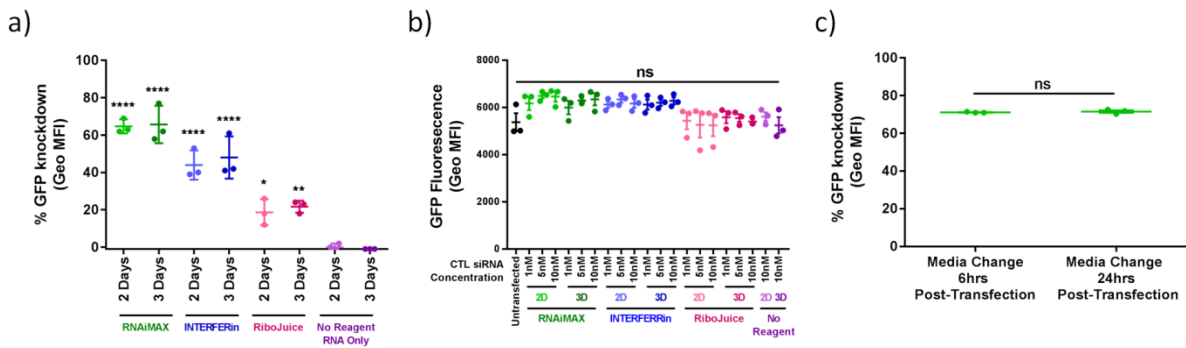 a)
% GFP knockdown
(Geo MFI)
100
80
60
40
20
0
****
****
****
****
*
**
2 Days
3 Days
2 Days
3 Days
2 Days
3 Days
2 Days
3 Days
RNAiMAX
INTERFERin
RiboJuice
No Reagent
RNA Only
b)
GFP Fluorescence
(Geo MFI)
8000
6000
4000
2000
0
ns
CTL siRNA
Concentration
Untransfected
1nM
5nM
10nM
1nM
5nM
10nM
1nM
5nM
10nM
1nM
5nM
10nM
1nM
5nM
10nM
1nM
5nM
10nM
10nM
10nM
2D
3D
2D
3D
2D
3D
2D
3D
RNAiMAX
INTERFERRin
RiboJuice
No
Reagent
c)
% GFP knockdown
(Geo MFI)
100
80
60
40
20
0
ns
Media Change
6hrs
Post-Transfection
Media Change
24hrs
Post-Transfection